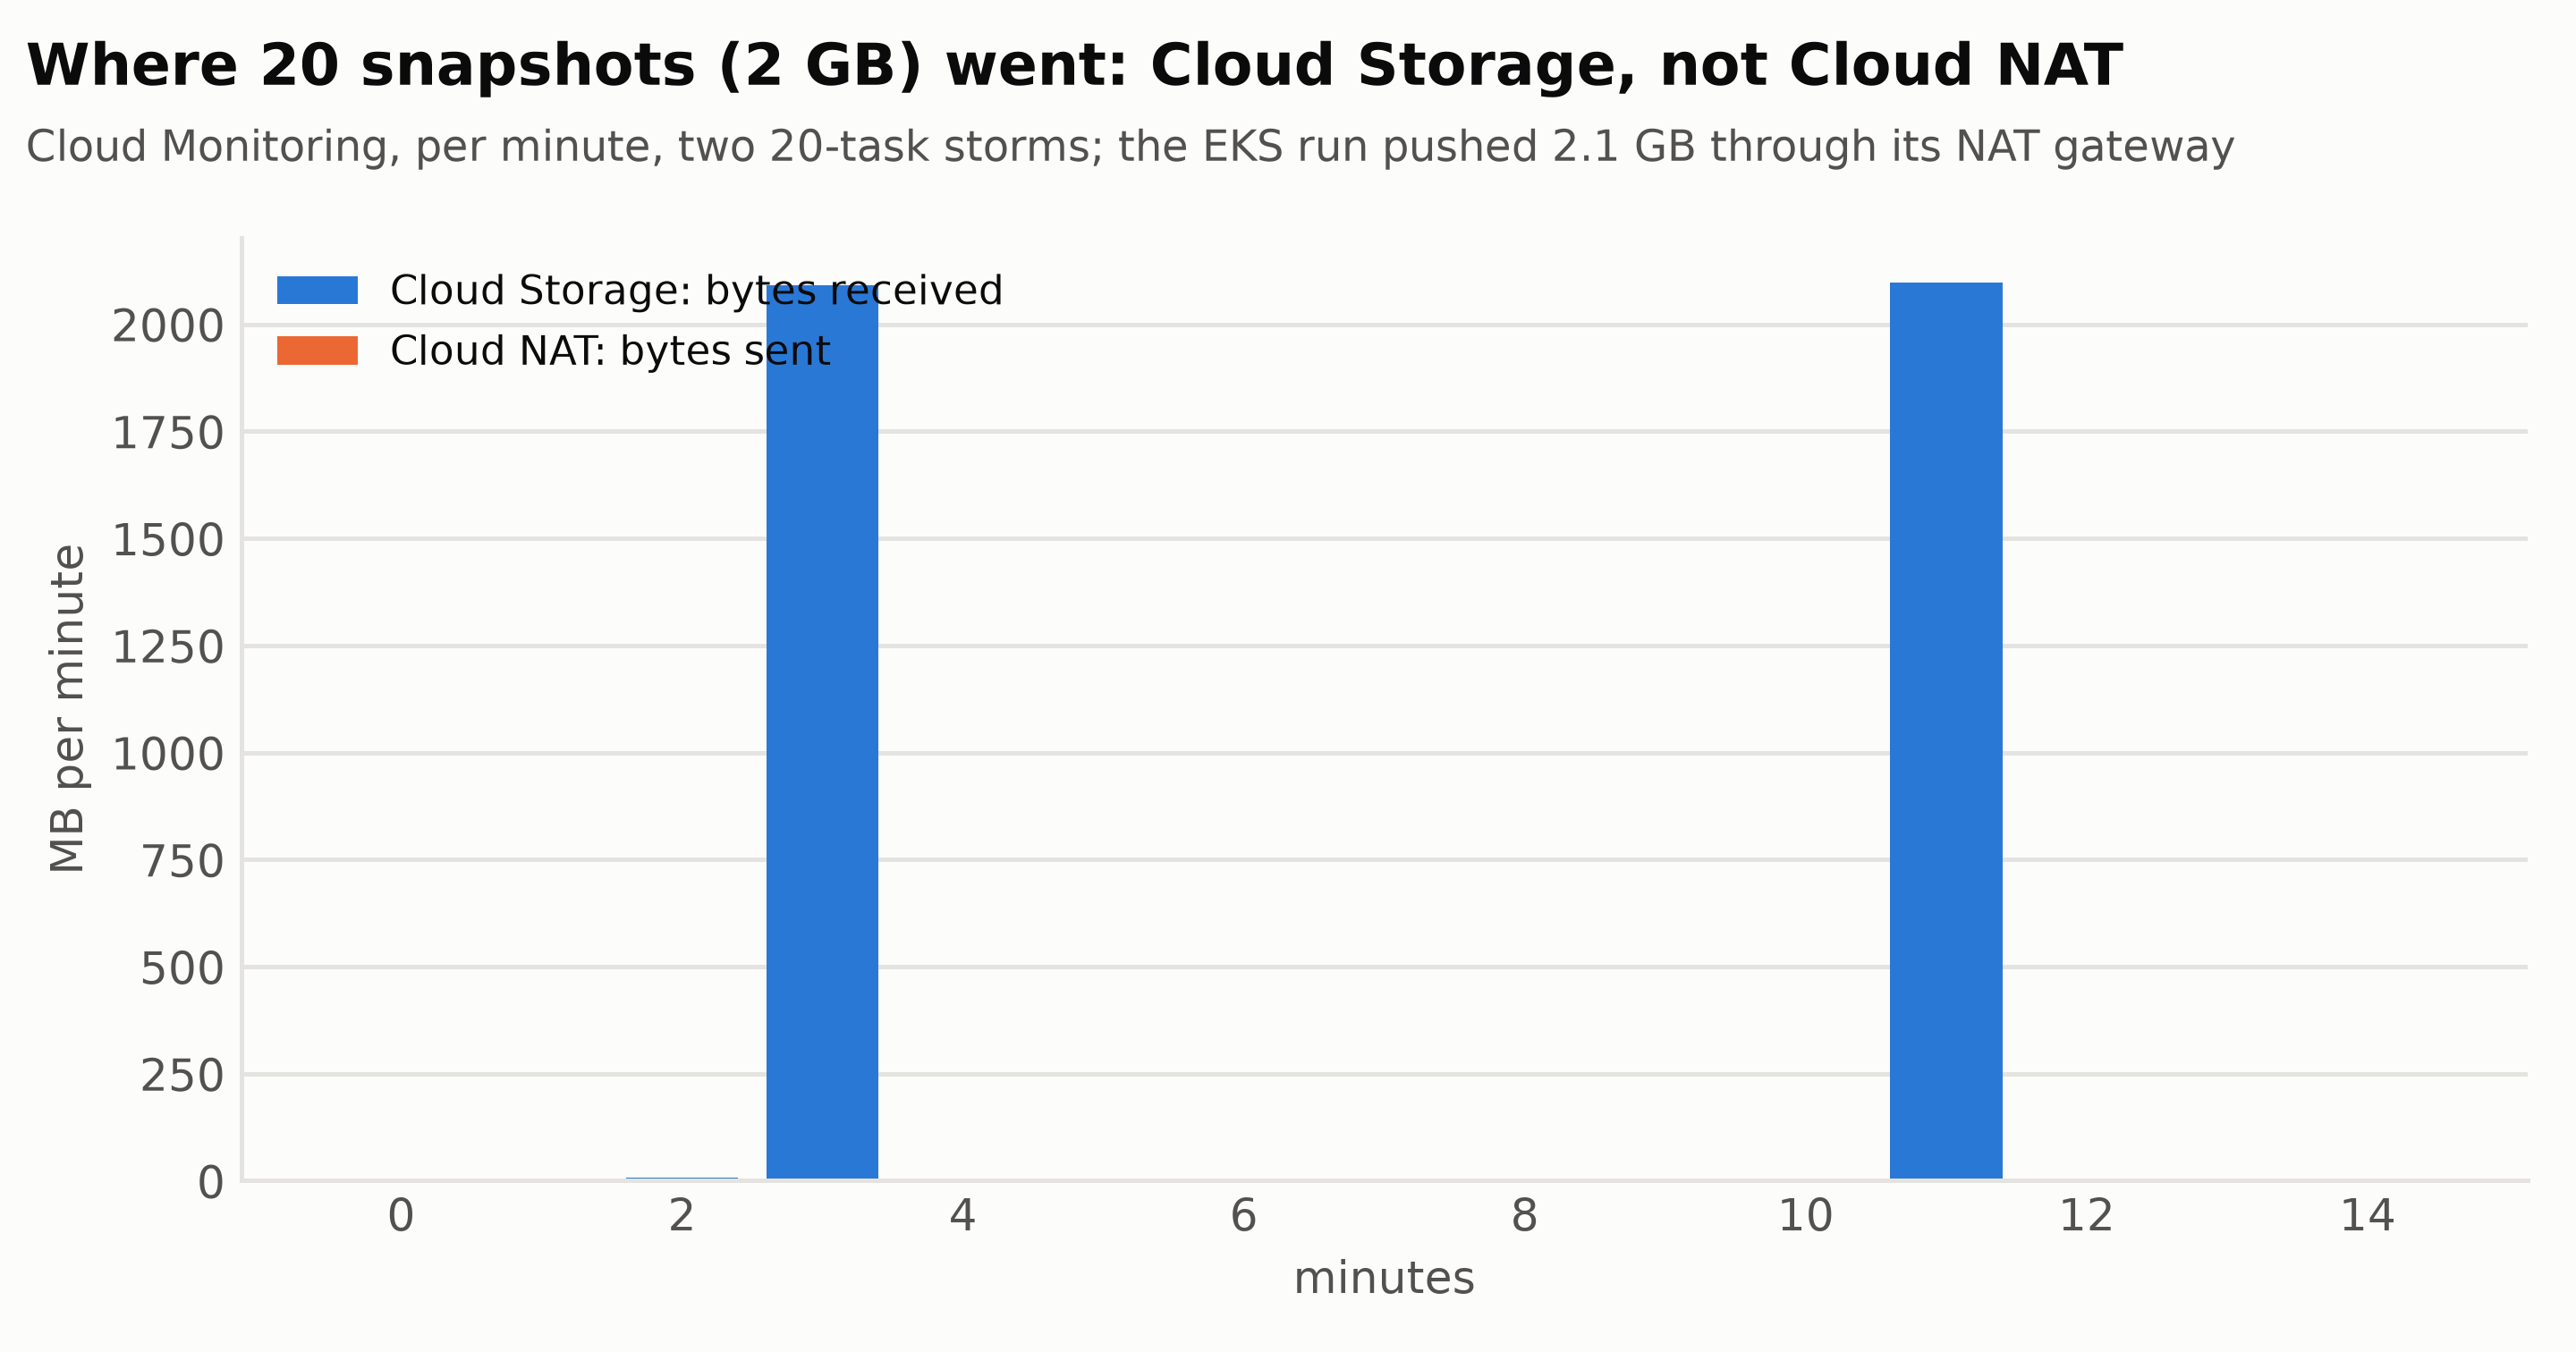 Where 20 snapshots (2 GB) went: Cloud Storage, not Cloud NAT
Cloud Monitoring, per minute, two 20-task storms; the EKS run pushed 2.1 GB through its NAT gateway
Cloud Storage: bytes received
Cloud NAT: bytes sent
MB per minute
2000
1750
1500
1250
1000
750
500
250
0
0 2 4 6 8 10 12 14
minutes